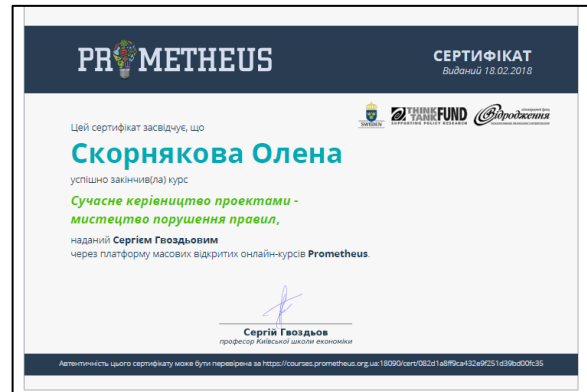 PROMETHEUS
СЕРТИФІКАТ
Виданий 18.02.2018
SWEDEN
THINK TANK FUND
SUPPORTING POLICY RESEARCH
Відродження
Цей сертифікат засвідчує, що
Скорнякова Олена
успішно закінчив(ла) курс
Сучасне керівництво проектами -
мистецтво порушення правил,
наданий Сергієм Гвоздьовим
через платформу масових відкритих онлайн-курсів Prometheus.
Сергій Гвоздьов
професор Київської школи економіки
Автентичність цього сертифікату може бути перевірена за https://courses.prometheus.org.ua:18090/cert/082d1a8ff9ca432e9f251d39bd00fc35